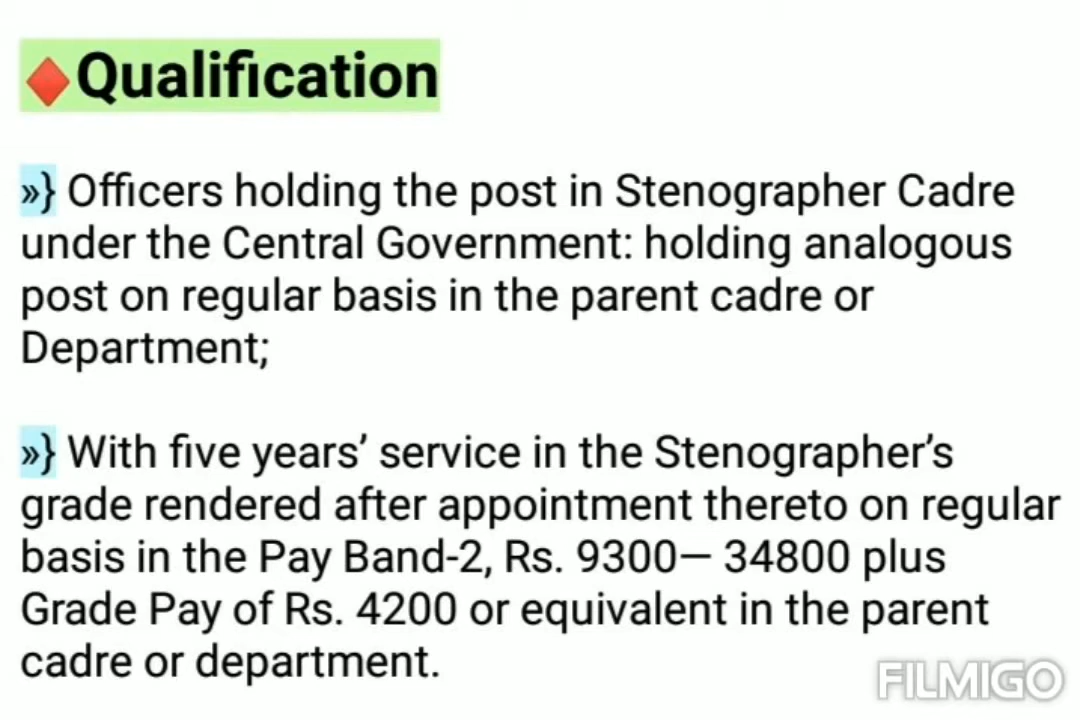 ♦Qualification
»} Officers holding the post in Stenographer Cadre
under the Central Government: holding analogous
post on regular basis in the parent cadre or
Department;
»} With five years’ service in the Stenographer’s
grade rendered after appointment thereto on regular
basis in the Pay Band-2, Rs. 9300— 34800 plus
Grade Pay of Rs. 4200 or equivalent in the parent
cadre or department.
FILMIGO